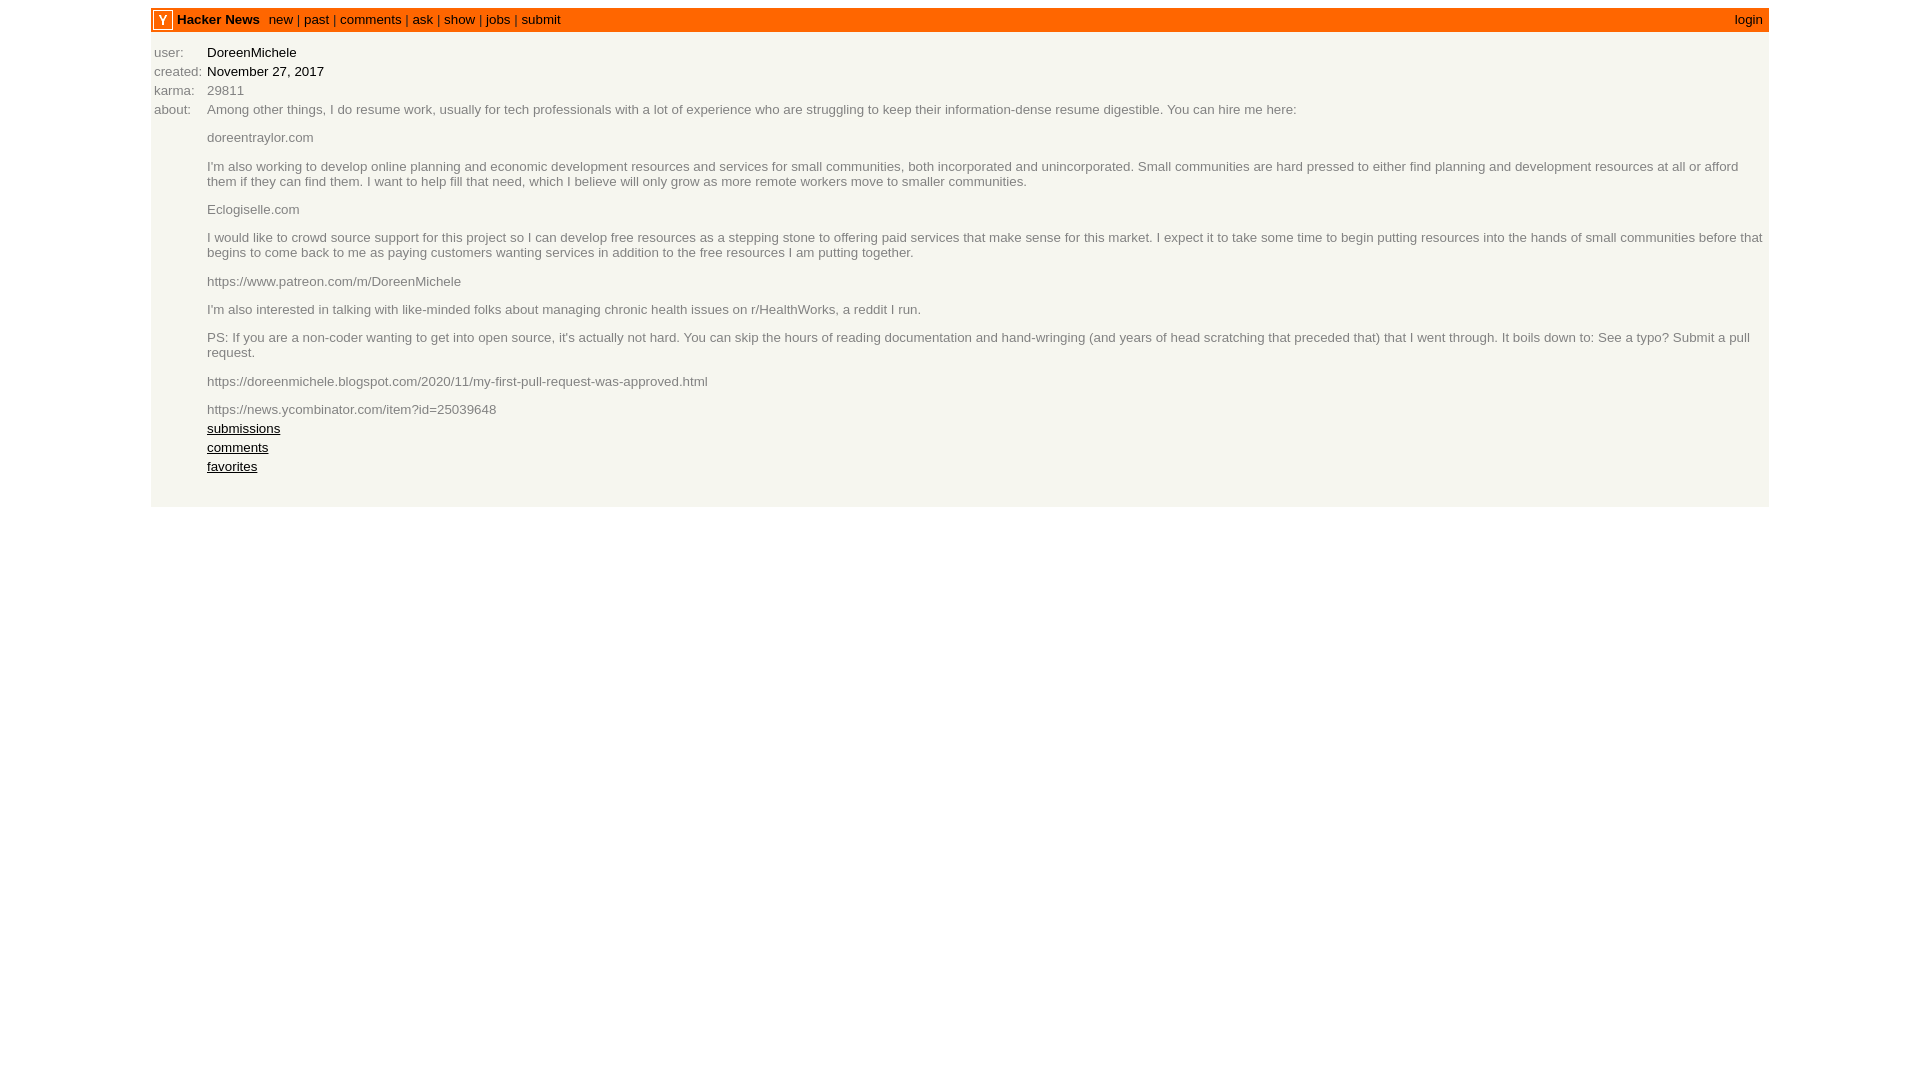 Y Hacker News new | past | comments | ask | show | jobs | submit login
user: DoreenMichele
created: November 27, 2017
karma: 29811
about: Among other things, I do resume work, usually for tech professionals with a lot of experience who are struggling to keep their information-dense resume digestible. You can hire me here:
doreentraylor.com
I'm also working to develop online planning and economic development resources and services for small communities, both incorporated and unincorporated. Small communities are hard pressed to either find planning and development resources at all or afford
them if they can find them. I want to help fill that need, which I believe will only grow as more remote workers move to smaller communities.
Eclogiselle.com
I would like to crowd source support for this project so I can develop free resources as a stepping stone to offering paid services that make sense for this market. I expect it to take some time to begin putting resources into the hands of small communities before that
begins to come back to me as paying customers wanting services in addition to the free resources I am putting together.
https://www.patreon.com/m/DoreenMichele
I'm also interested in talking with like-minded folks about managing chronic health issues on r/HealthWorks, a reddit I run.
PS: If you are a non-coder wanting to get into open source, it's actually not hard. You can skip the hours of reading documentation and hand-wringing (and years of head scratching that preceded that) that I went through. It boils down to: See a typo? Submit a pull
request.
https://doreenmichele.blogspot.com/2020/11/my-first-pull-request-was-approved.html
https://news.ycombinator.com/item?id=25039648
submissions
comments
favorites